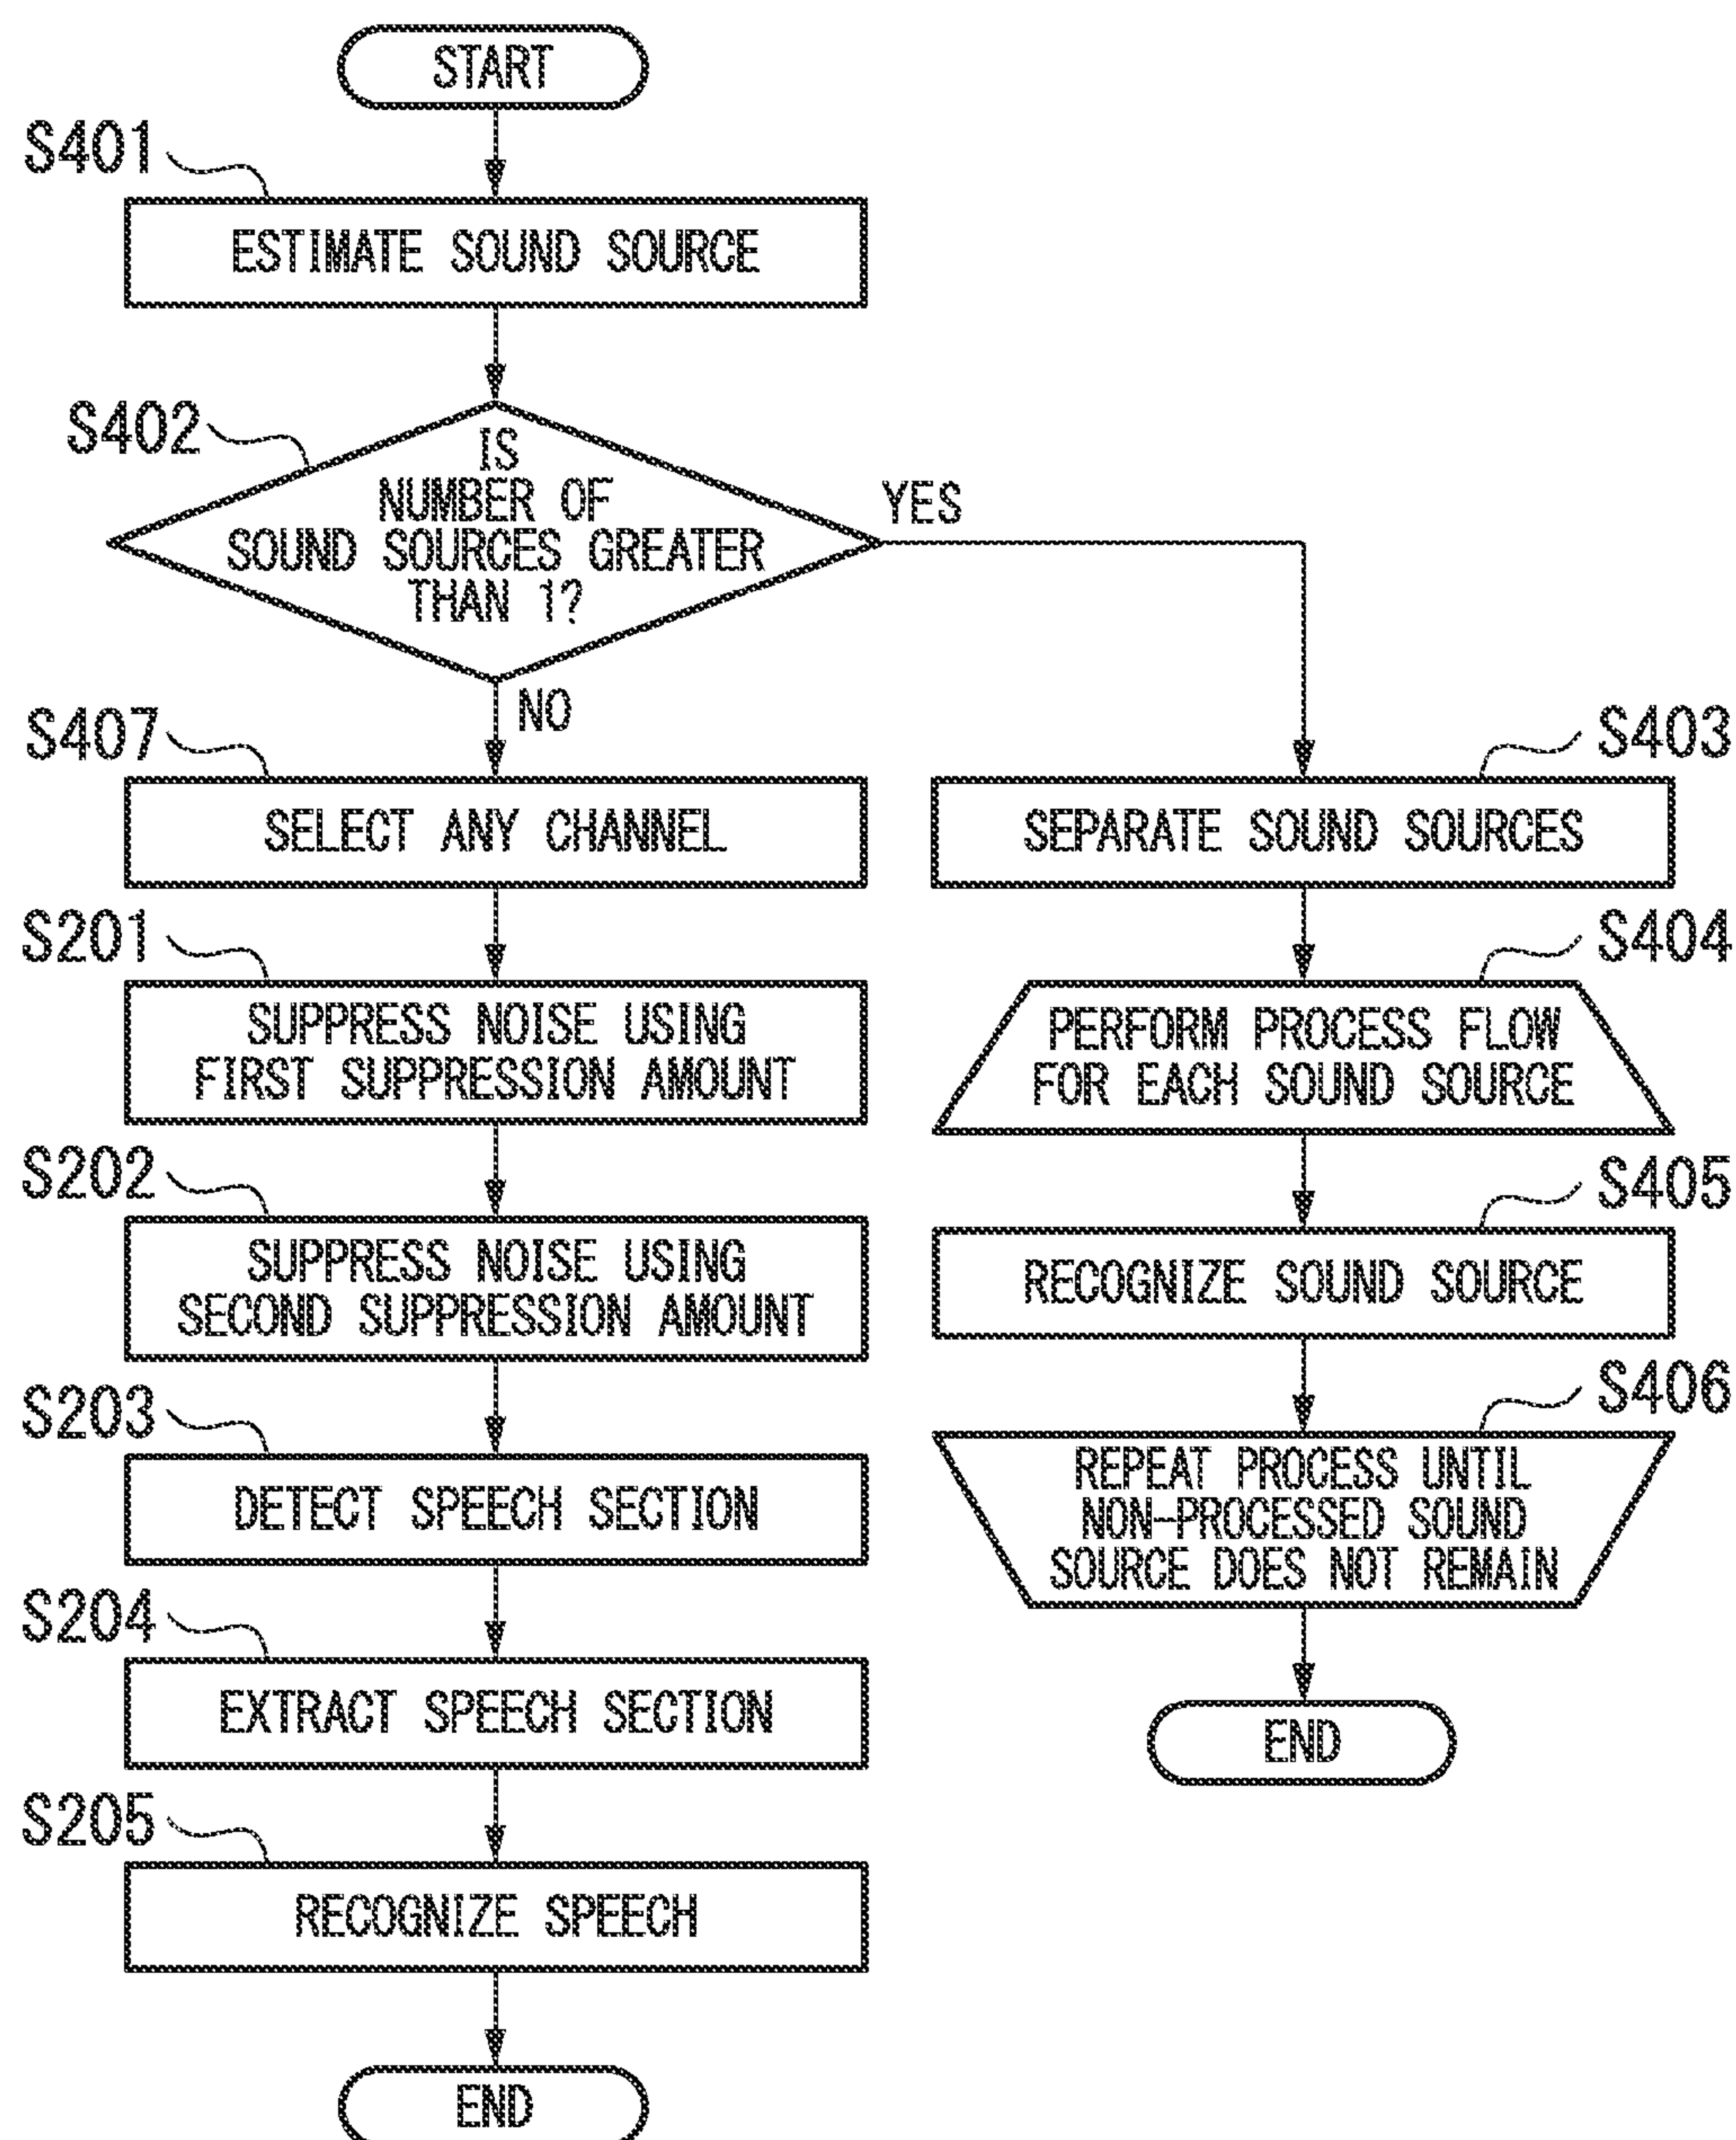 START
S401
ESTIMATE SOUND SOURCE
S402
IS
NUMBER OF
SOUND SOURCES GREATER
THAN 1?
YES
NO
S407
SELECT ANY CHANNEL
S201
SUPPRESS NOISE USING
FIRST SUPPRESSION AMOUNT
S202
SUPPRESS NOISE USING
SECOND SUPPRESSION AMOUNT
S203
DETECT SPEECH SECTION
S204
EXTRACT SPEECH SECTION
S205
RECOGNIZE SPEECH
END
S403
SEPARATE SOUND SOURCES
S404
PERFORM PROCESS FLOW
FOR EACH SOUND SOURCE
S405
RECOGNIZE SOUND SOURCE
S406
REPEAT PROCESS UNTIL
NON-PROCESSED SOUND
SOURCE DOES NOT REMAIN
END